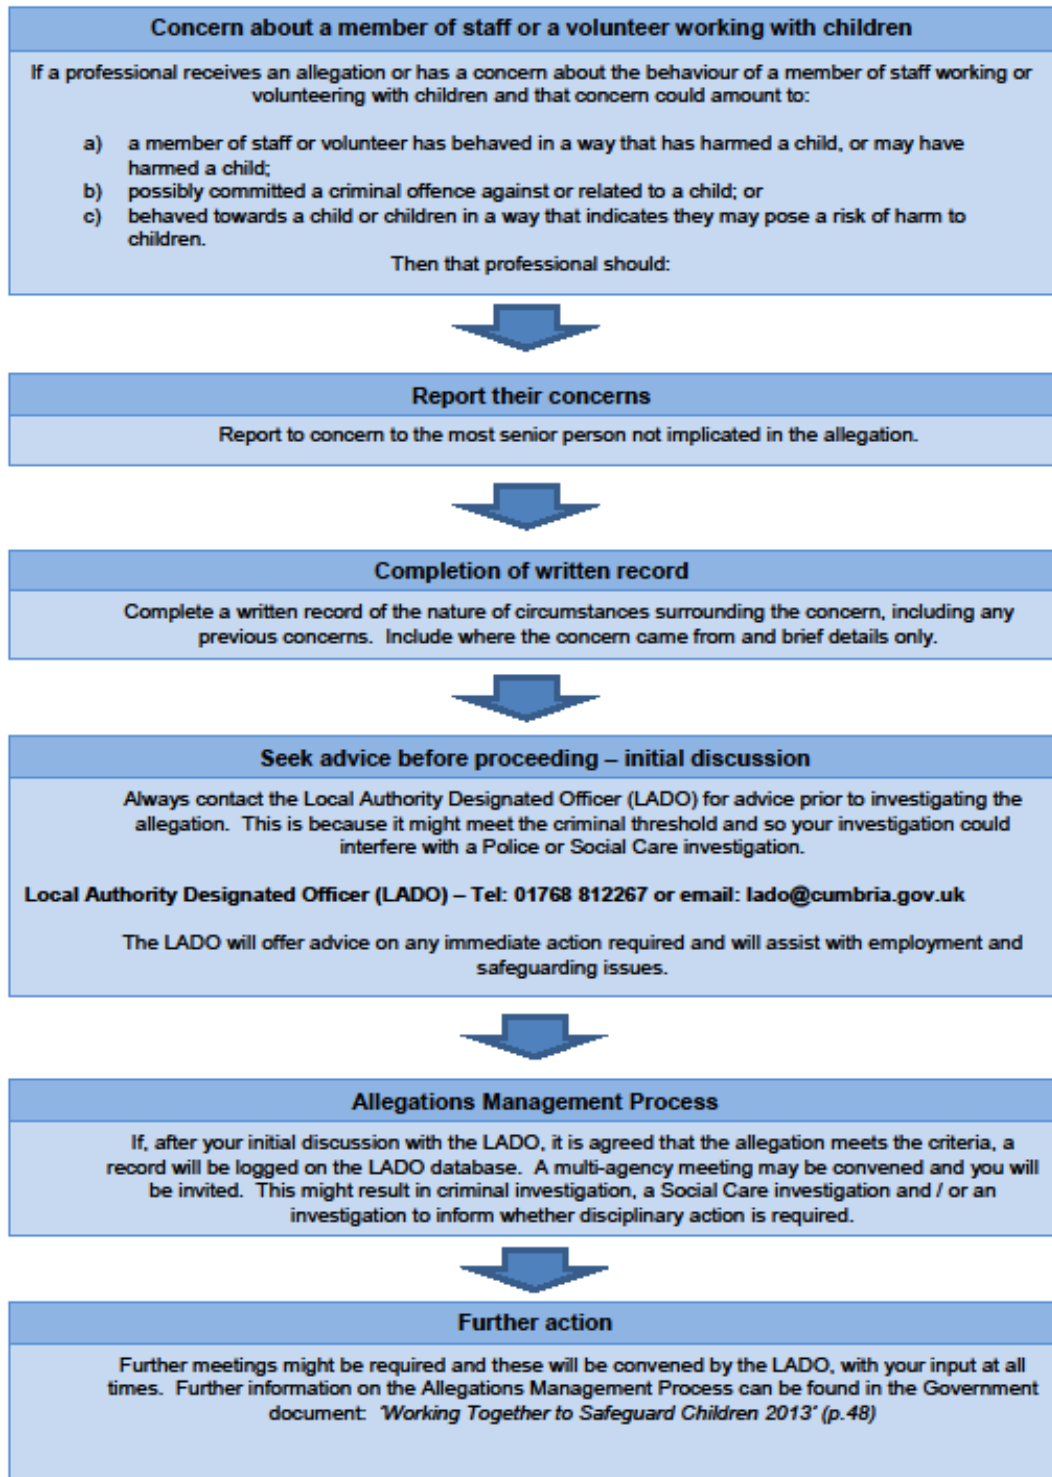 Concern about a member of staff or a volunteer working with children
If a professional receives an allegation or has a concern about the behaviour of a member of staff working or
volunteering with children and that concern could amount to:
a) a member of staff or volunteer has behaved in a way that has harmed a child, or may have
harmed a child;
b) possibly committed a criminal offence against or related to a child; or
c) behaved towards a child or children in a way that indicates they may pose a risk of harm to
children.
Then that professional should:
Report their concerns
Report to concern to the most senior person not implicated in the allegation.
Completion of written record
Complete a written record of the nature of circumstances surrounding the concern, including any
previous concerns. Include where the concern came from and brief details only.
Seek advice before proceeding – initial discussion
Always contact the Local Authority Designated Officer (LADO) for advice prior to investigating the
allegation. This is because it might meet the criminal threshold and so your investigation could
interfere with a Police or Social Care investigation.
Local Authority Designated Officer (LADO) – Tel: 01768 812267 or email: lado@cumbria.gov.uk
The LADO will offer advice on any immediate action required and will assist with employment and
safeguarding issues.
Allegations Management Process
If, after your initial discussion with the LADO, it is agreed that the allegation meets the criteria, a
record will be logged on the LADO database. A multi-agency meeting may be convened and you will
be invited. This might result in criminal investigation, a Social Care investigation and / or an
investigation to inform whether disciplinary action is required.
Further action
Further meetings might be required and these will be convened by the LADO, with your input at all
times. Further information on the Allegations Management Process can be found in the Government
document: 'Working Together to Safeguard Children 2013' (p.48)